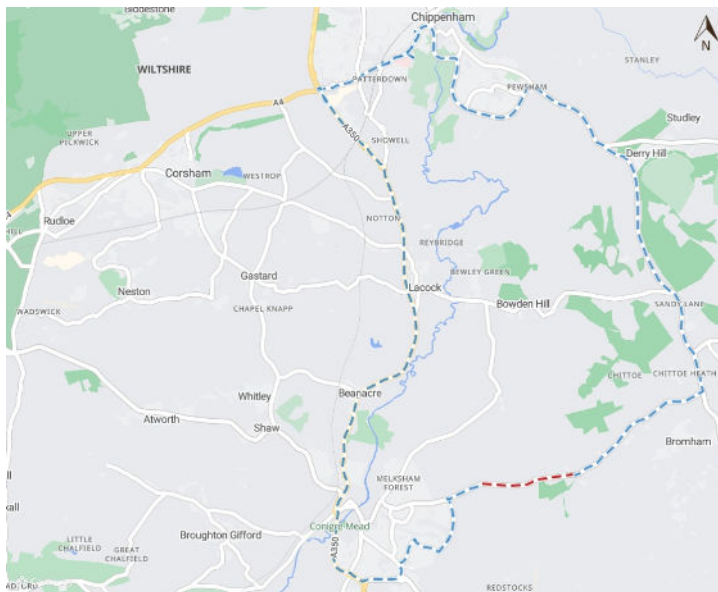 Biddestone
Chippenham
N
STANLEY
WILTSHIRE
PATTERDOWN
PEWSHAM
A4
A350
Studley
UPPER
PICKWICK
SHOWELL
Derry Hill
Corsham
WESTROP
NOTTON
Rudloe
HILL
REYBRIDGE
Gastard
BEWLEY GREEN
Neston
Lacock
Bowden Hill
SANDY LANE
WADSWICK
CHAPEL KNAPP
CHITTOE
CHITTOE HEATH
Whitley
Beanacre
Atworth
Shaw
Bromham
MELKSHAM
FOREST
Conigre Mead
Broughton Gifford
A350
LITTLE
CHALFIELD
GREAT
CHALFIELD
REDSTOCKS